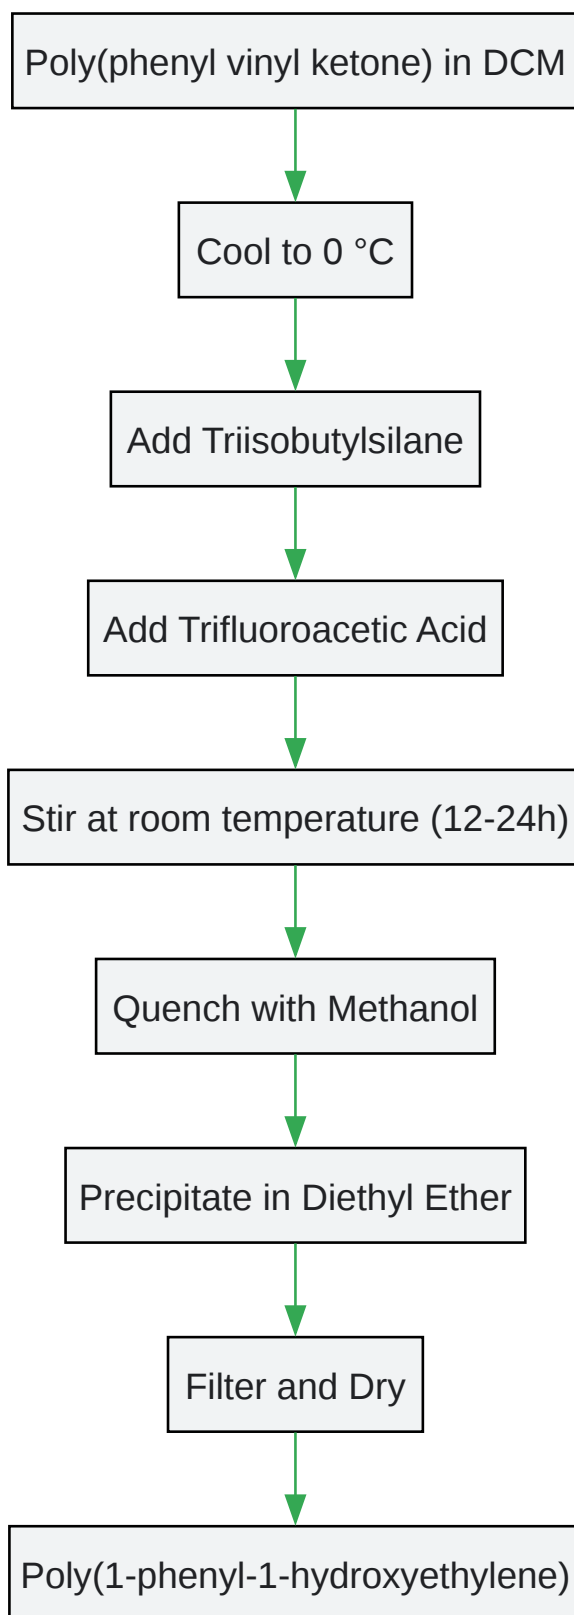 Poly(phenyl vinyl ketone) in DCM
Cool to 0 °C
Add Triisobutylsilane
Add Trifluoroacetic Acid
Stir at room temperature (12-24h)
Quench with Methanol
Precipitate in Diethyl Ether
Filter and Dry
Poly(1-phenyl-1-hydroxyethylene)